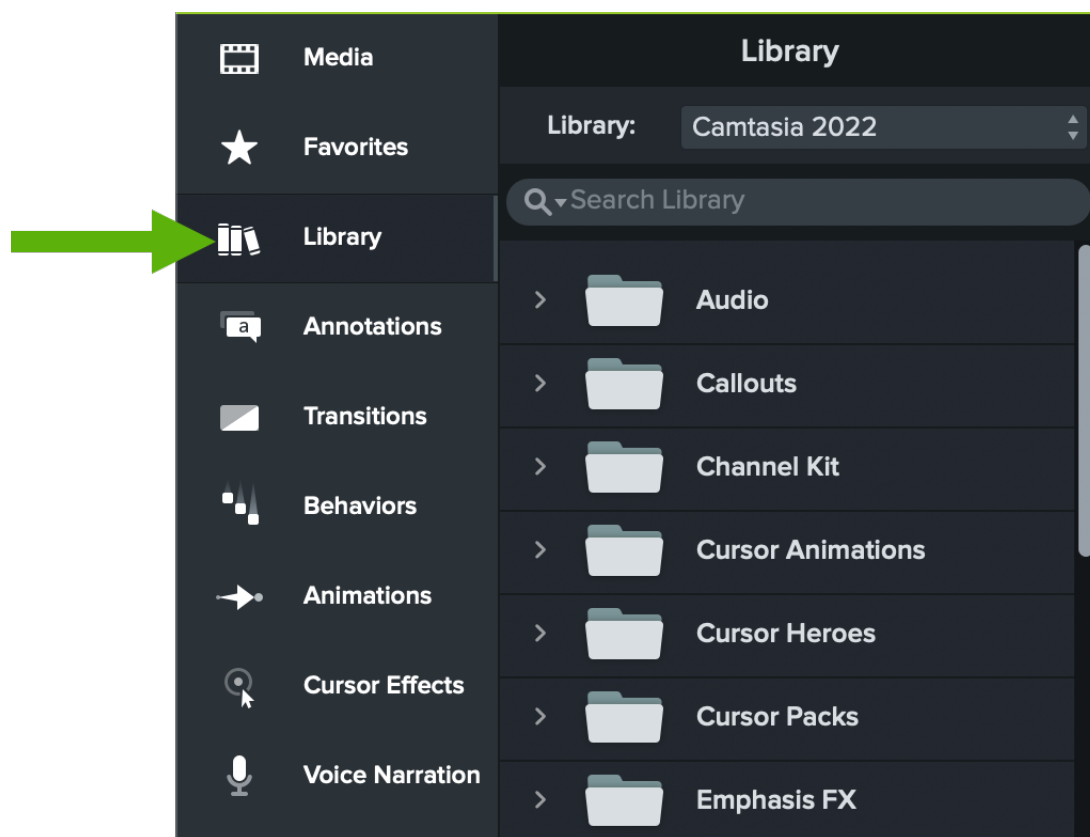 Media
Favorites
Library
a
Annotations
Transitions
Behaviors
Animations
Cursor Effects
Voice Narration
Library
Library: Camtasia 2022
Search Library
Audio
Callouts
Channel Kit
Cursor Animations
Cursor Heroes
Cursor Packs
Emphasis FX